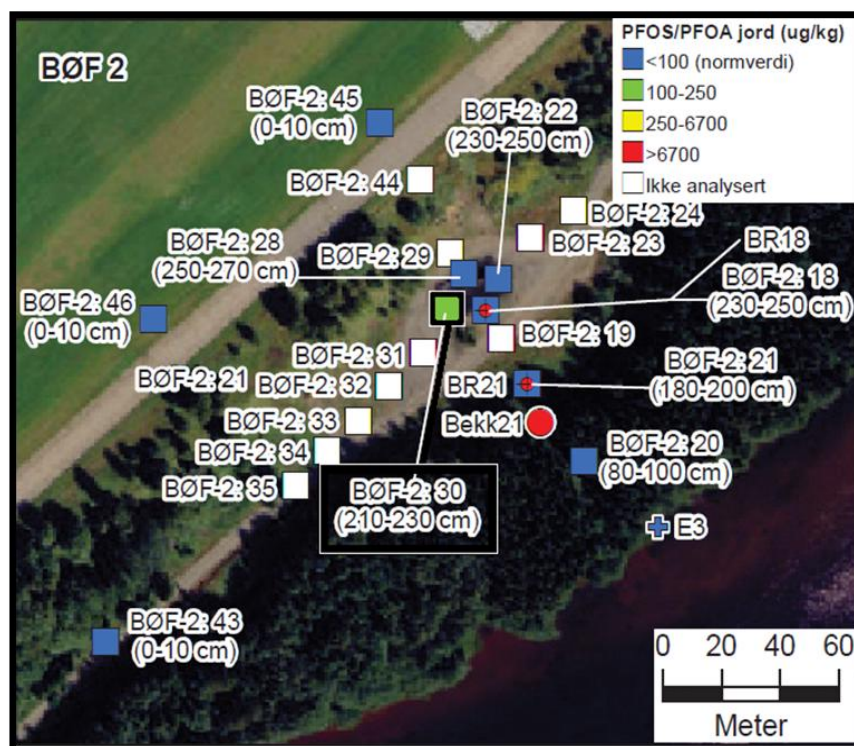 BØF 2
PFOS/PFOA jord (ug/kg)
<100 (normverdi)
100-250
250-6700
>6700
Ikke analysert
BØF-2: 45
(0-10 cm)
BØF-2: 22
(230-250 cm)
BØF-2: 44
BØF-2: 24
BØF-2: 23
BØF-2: 28
(250-270 cm)
BØF-2: 29
BR18
BØF-2: 18
(230-250 cm)
BØF-2: 46
(0-10 cm)
BØF-2: 19
BØF-2: 31
BØF-2: 21
BØF-2: 32
BR21
BØF-2: 21
(180-200 cm)
BØF-2: 33
Bekk21
BØF-2: 34
BØF-2: 20
(80-100 cm)
BØF-2: 35
BØF-2: 30
(210-230 cm)
E3
BØF-2: 43
(0-10 cm)
0 20 40 60
Meter